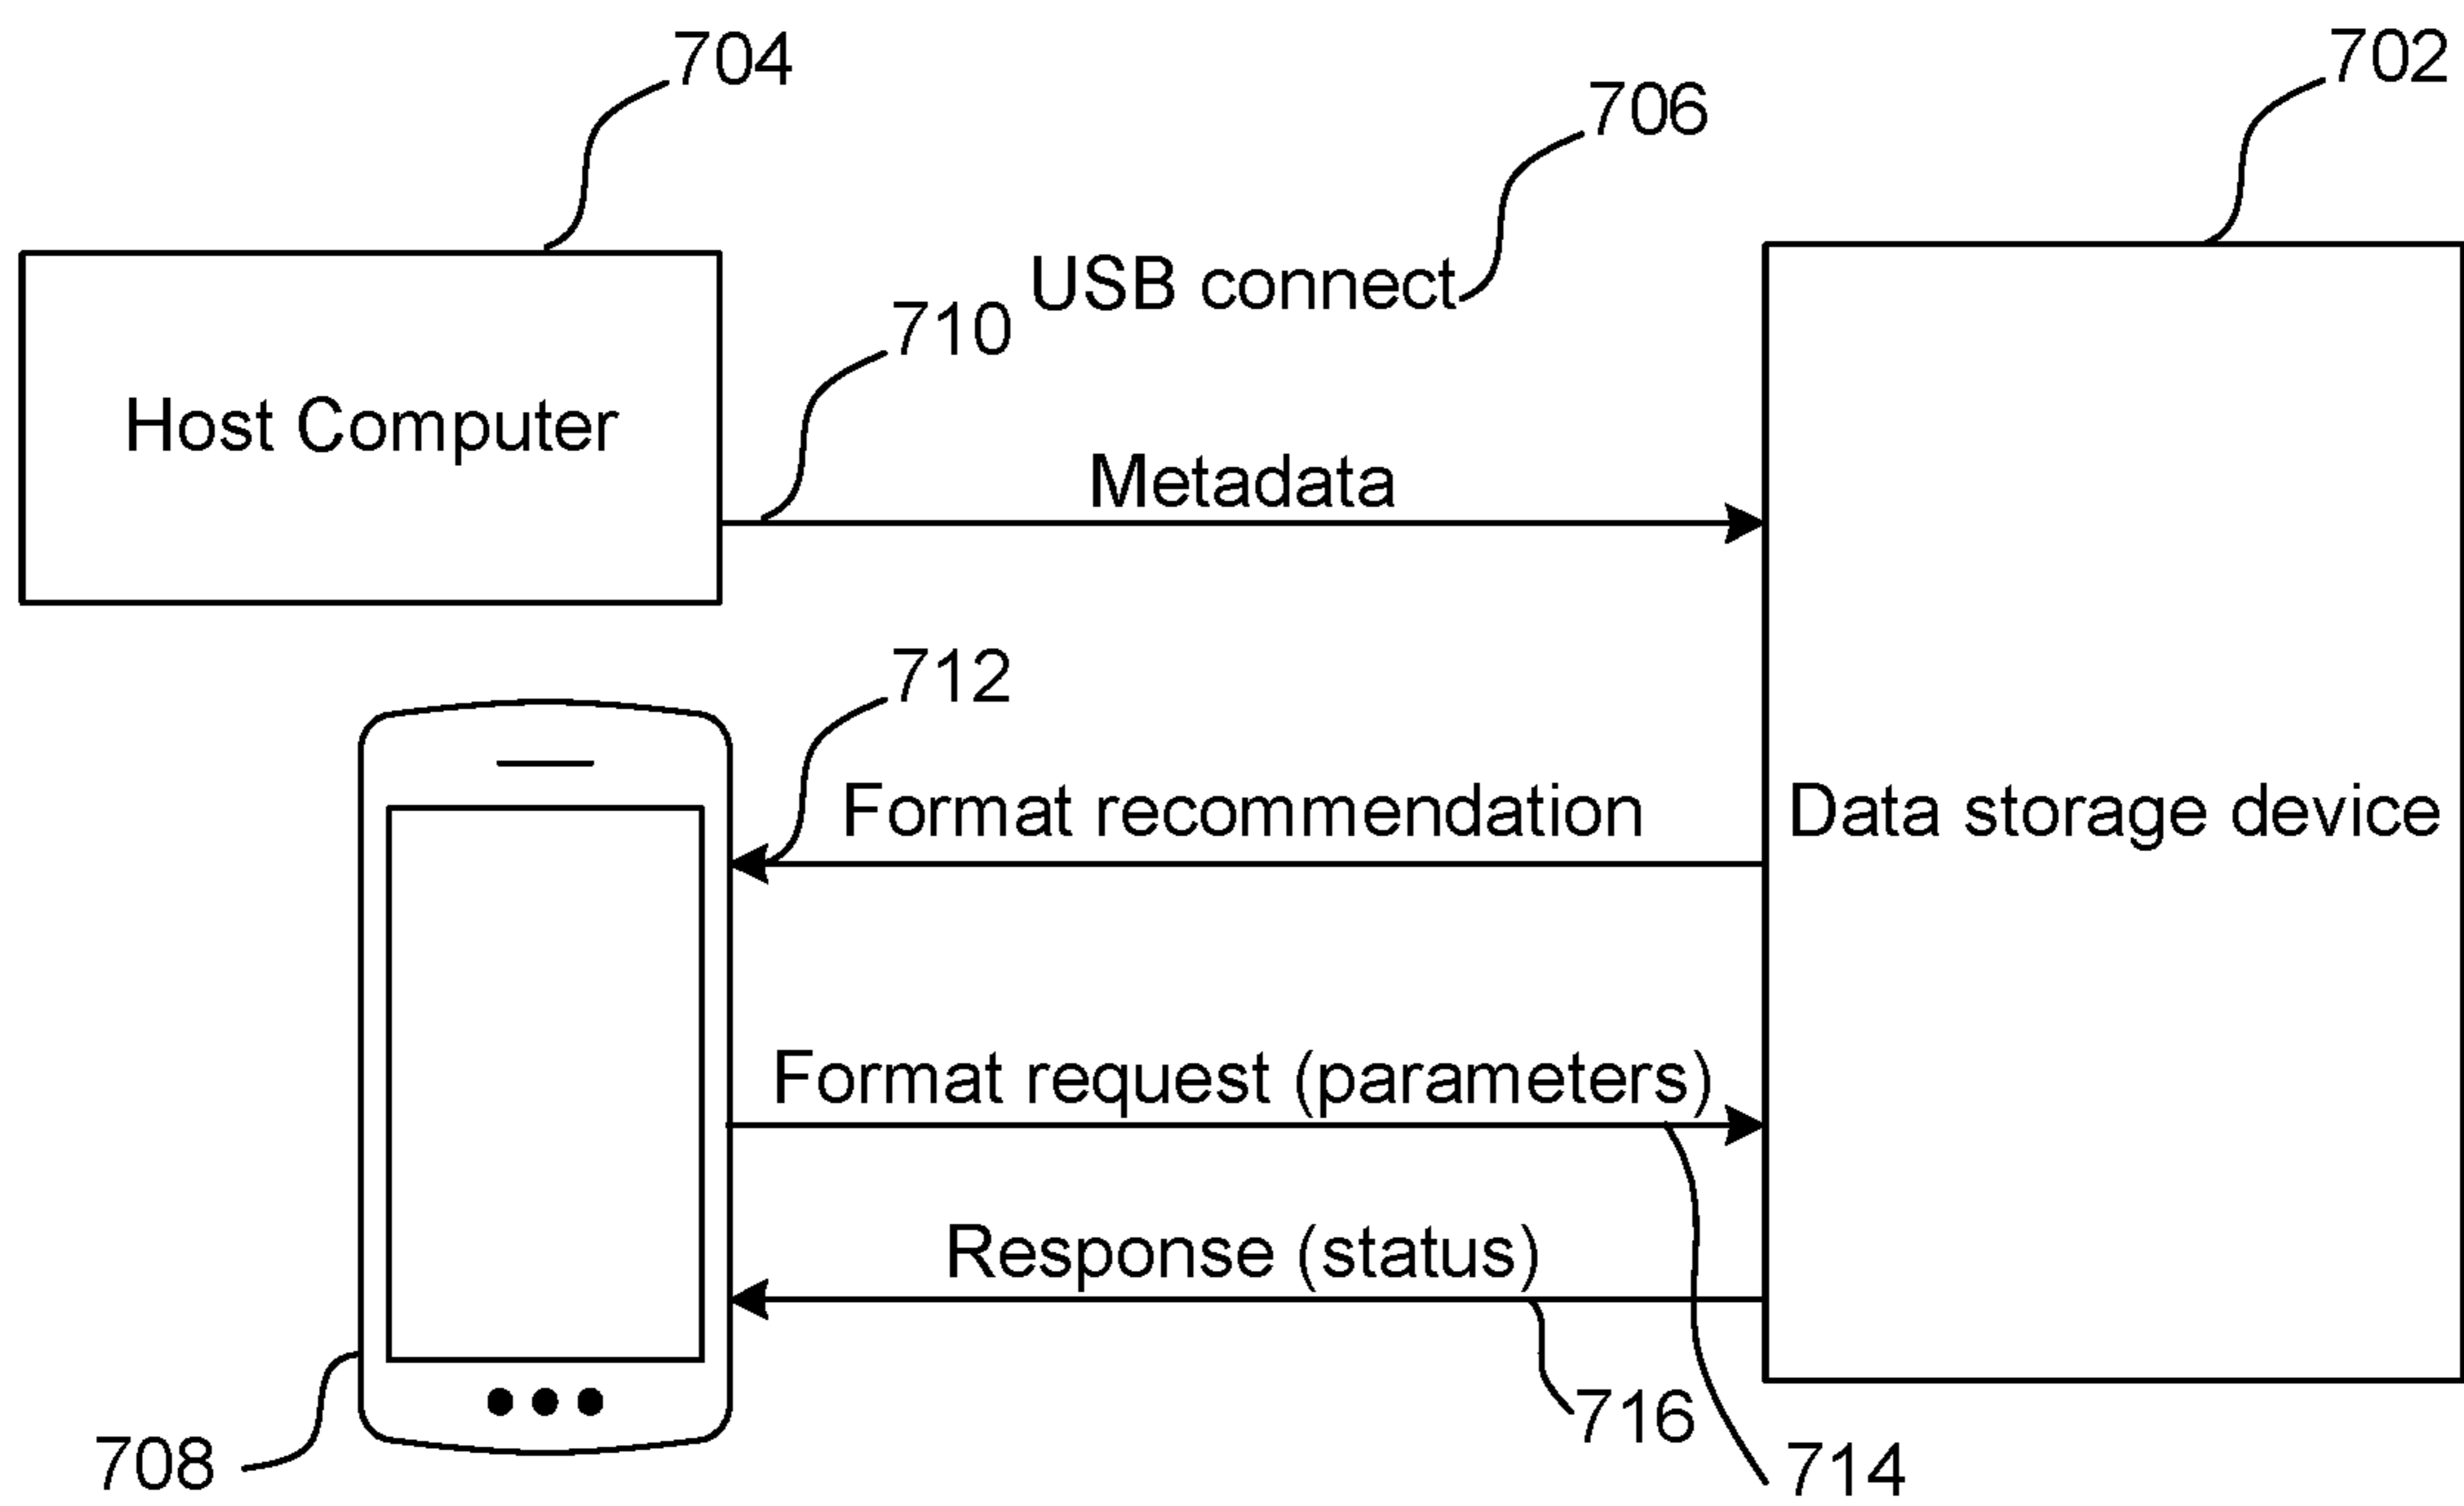 704
702
706
USB connect
710
Host Computer
Metadata
712
Format recommendation
Data storage device
Format request (parameters)
Response (status)
716
708
714